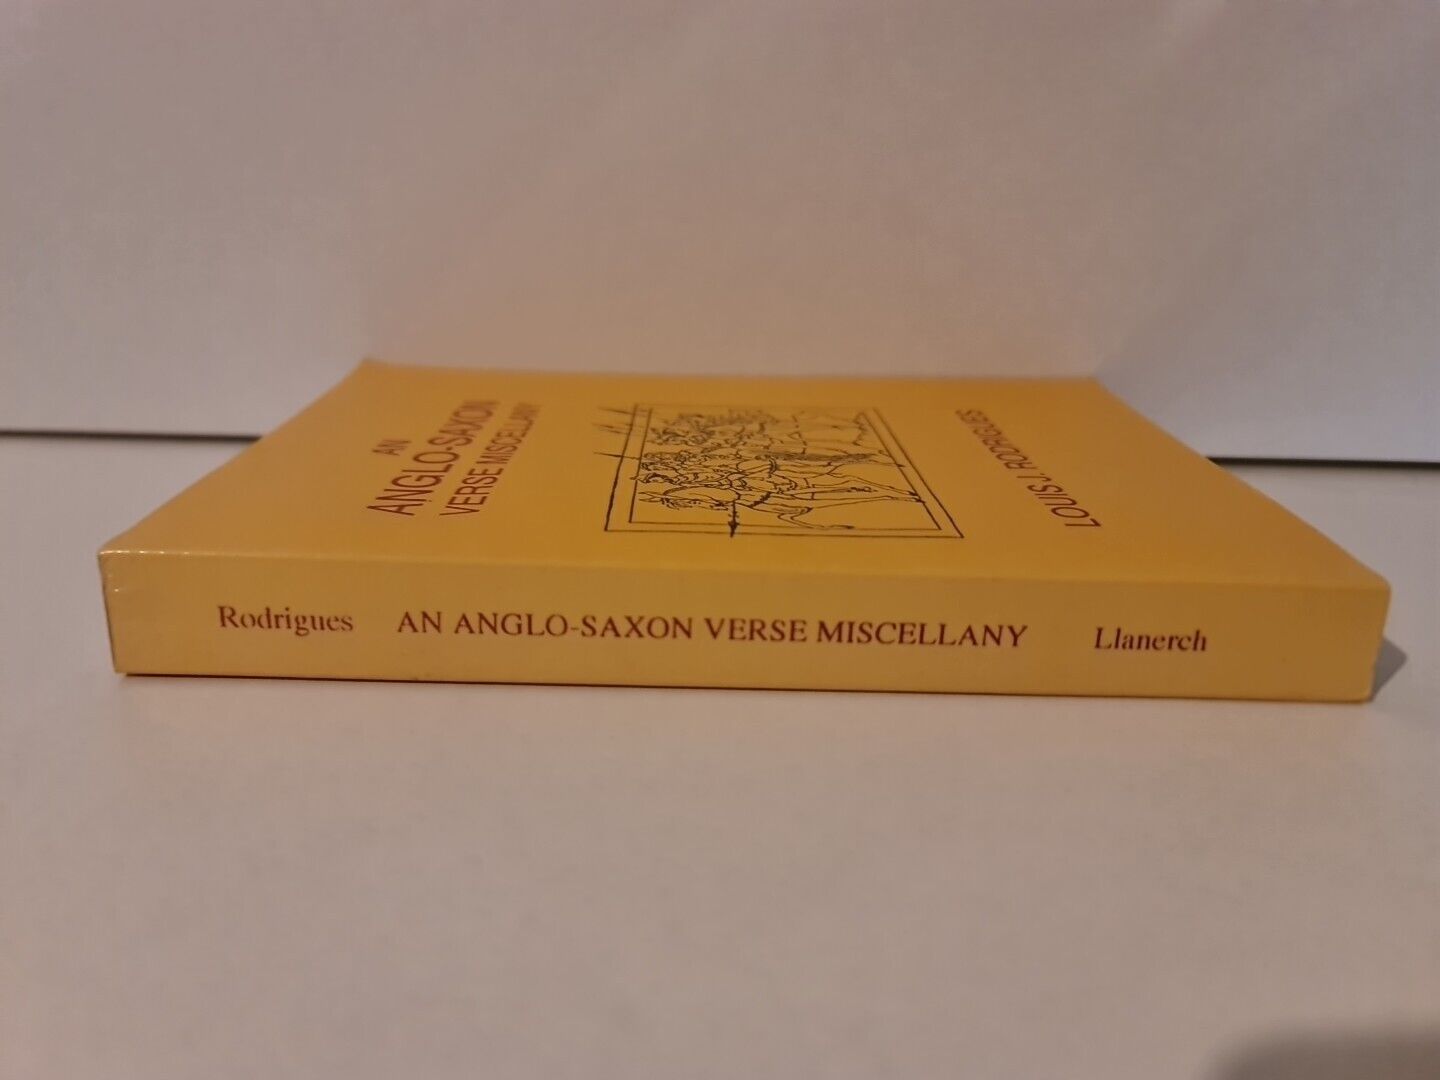 AN
ANGLO-SAXON
VERSE MISCELLANY
LOUIS J. RODRIGUES
Rodrigues AN ANGLO-SAXON VERSE MISCELLANY Llanerch